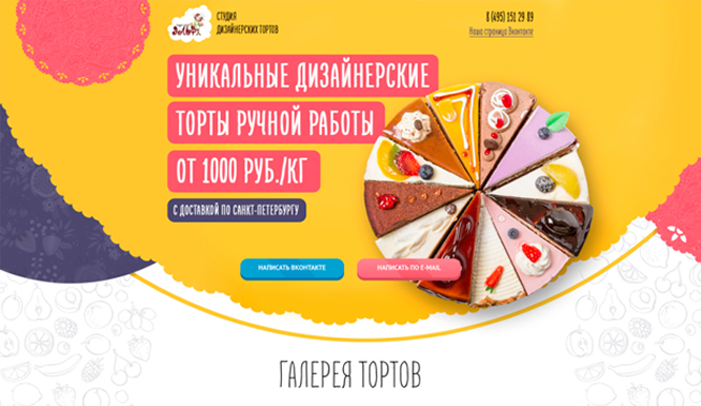 СТУДИЯ
ДИЗАЙНЕРСКИХ ТОРТОВ
8 (495) 151 29 89
Наша страница Вконтакте
УНИКАЛЬНЫЕ ДИЗАЙНЕРСКИЕ
ТОРТЫ РУЧНОЙ РАБОТЫ
ОТ 1000 РУБ./КГ
С ДОСТАВКОЙ ПО САНКТ-ПЕТЕРБУРГУ
НАПИСАТЬ ВКОНТАКТЕ
НАПИСАТЬ ПО E-MAIL
ГАЛЕРЕЯ ТОРТОВ